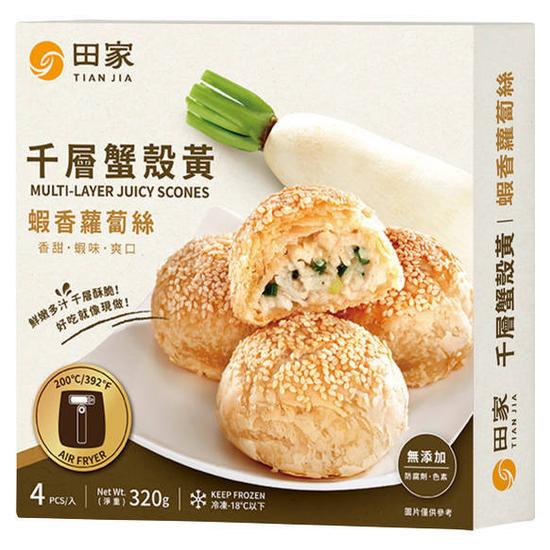 田家
TIAN JIA
千層蟹殼黃
MULTI-LAYER JUICY SCONES
蝦香蘿蔔絲
香甜・蝦味・爽口
鮮嫩多汁 千層酥脆！
好吃就像現做！
200℃/392℉
AIR FRYER
4 PCS/入
Net Wt.
(淨重)
320g
KEEP FROZEN
冷凍-18℃以下
無添加
防腐劑・色素
圖片僅供參考
千層蟹殼黃|蝦香蘿蔔絲
田家
TIAN JIA